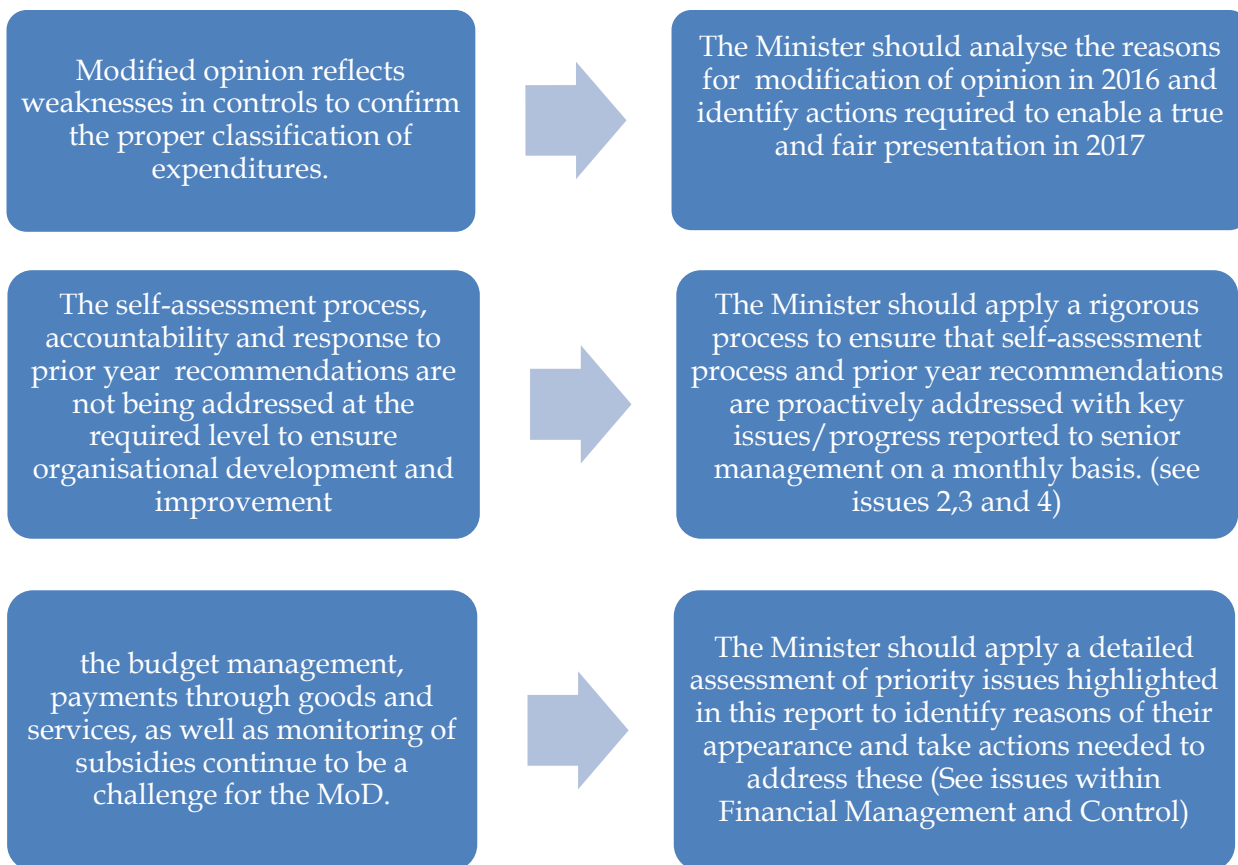 Modified opinion reflects
weaknesses in controls to confirm
the proper classification of
expenditures.
The Minister should analyse the reasons
for modification of opinion in 2016 and
identify actions required to enable a true
and fair presentation in 2017
The self-assessment process,
accountability and response to
prior year recommendations are
not being addressed at the
required level to ensure
organisational development and
improvement
The Minister should apply a rigorous
process to ensure that self-assessment
process and prior year recommendations
are proactively addressed with key
issues/progress reported to senior
management on a monthly basis. (see
issues 2,3 and 4)
the budget management,
payments through goods and
services, as well as monitoring of
subsidies continue to be a
challenge for the MoD.
The Minister should apply a detailed
assessment of priority issues highlighted
in this report to identify reasons of their
appearance and take actions needed to
address these (See issues within
Financial Management and Control)